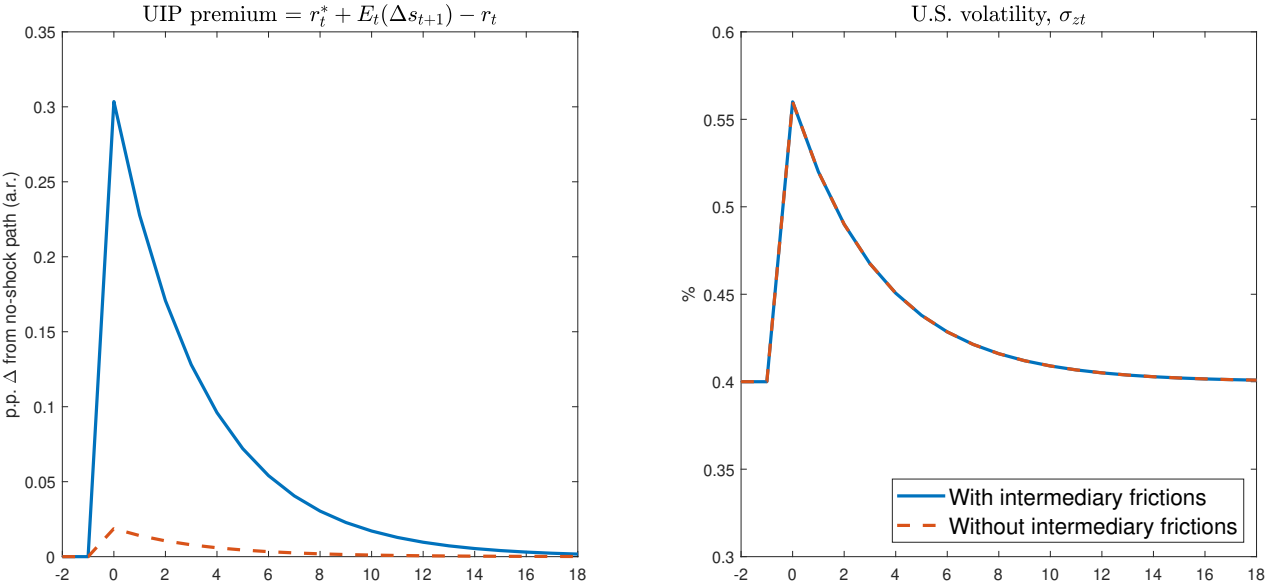 UIP premium = r*_t + E_t(Δs_{t+1}) − r_t
p.p. Δ from no-shock path (a.r.)
0.35
0.3
0.25
0.2
0.15
0.1
0.05
0
-2 0 2 4 6 8 10 12 14 16 18
U.S. volatility, σ_{zt}
%
0.6
0.55
0.5
0.45
0.4
0.35
0.3
With intermediary frictions
Without intermediary frictions
-2 0 2 4 6 8 10 12 14 16 18